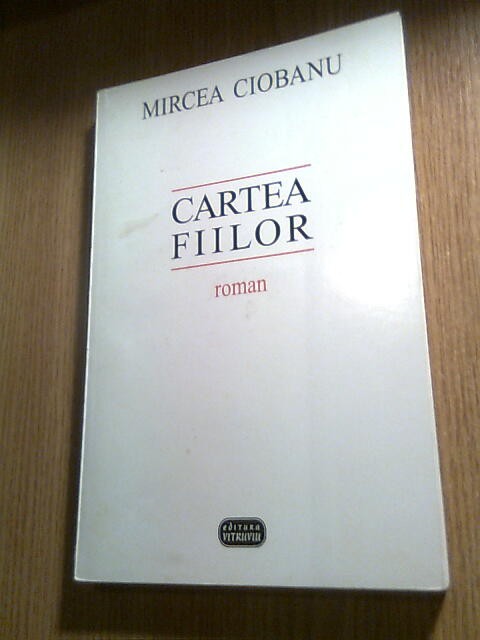 MIRCEA CIOBANU
CARTEA
FIILOR
roman
editura
VITRUVIU